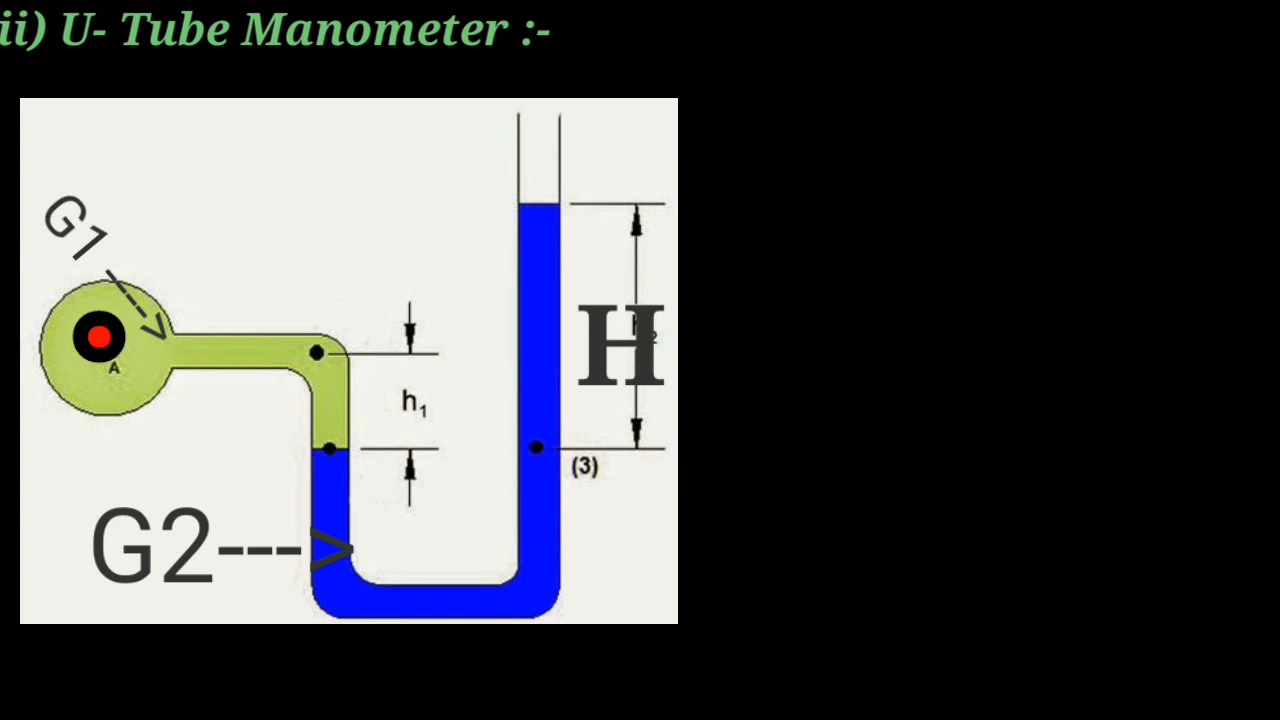 ii) U- Tube Manometer :-
G1 --->
A
h₁
H
(3)
G2--->